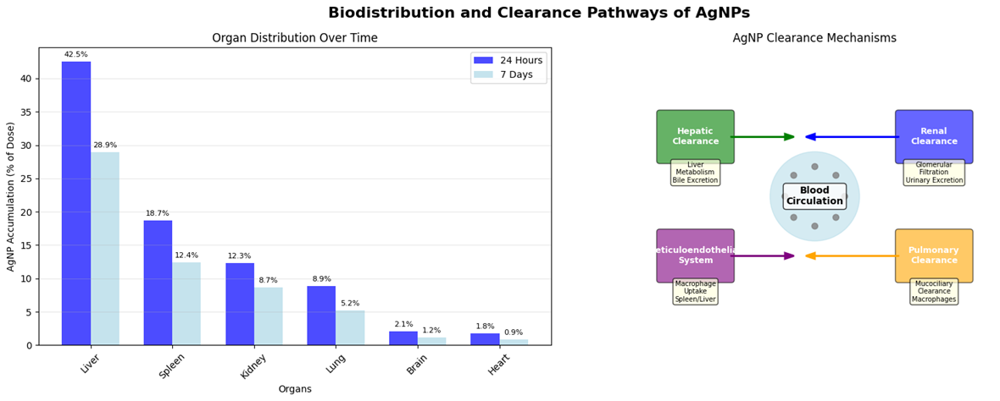 Biodistribution and Clearance Pathways of AgNPs
Organ Distribution Over Time
AgNP Accumulation (% of Dose)
40
35
30
25
20
15
10
5
0
42.5%
28.9%
18.7%
12.4%
12.3%
8.7%
8.9%
5.2%
2.1%
1.2%
1.8%
0.9%
24 Hours
7 Days
Liver
Spleen
Kidney
Lung
Brain
Heart
Organs
AgNP Clearance Mechanisms
Hepatic
Clearance
Liver
Metabolism
Bile Excretion
Renal
Clearance
Glomerular
Filtration
Urinary Excretion
Blood
Circulation
eticuloendothelia
System
Macrophage
Uptake
Spleen/Liver
Pulmonary
Clearance
Mucociliary
Clearance
Macrophages